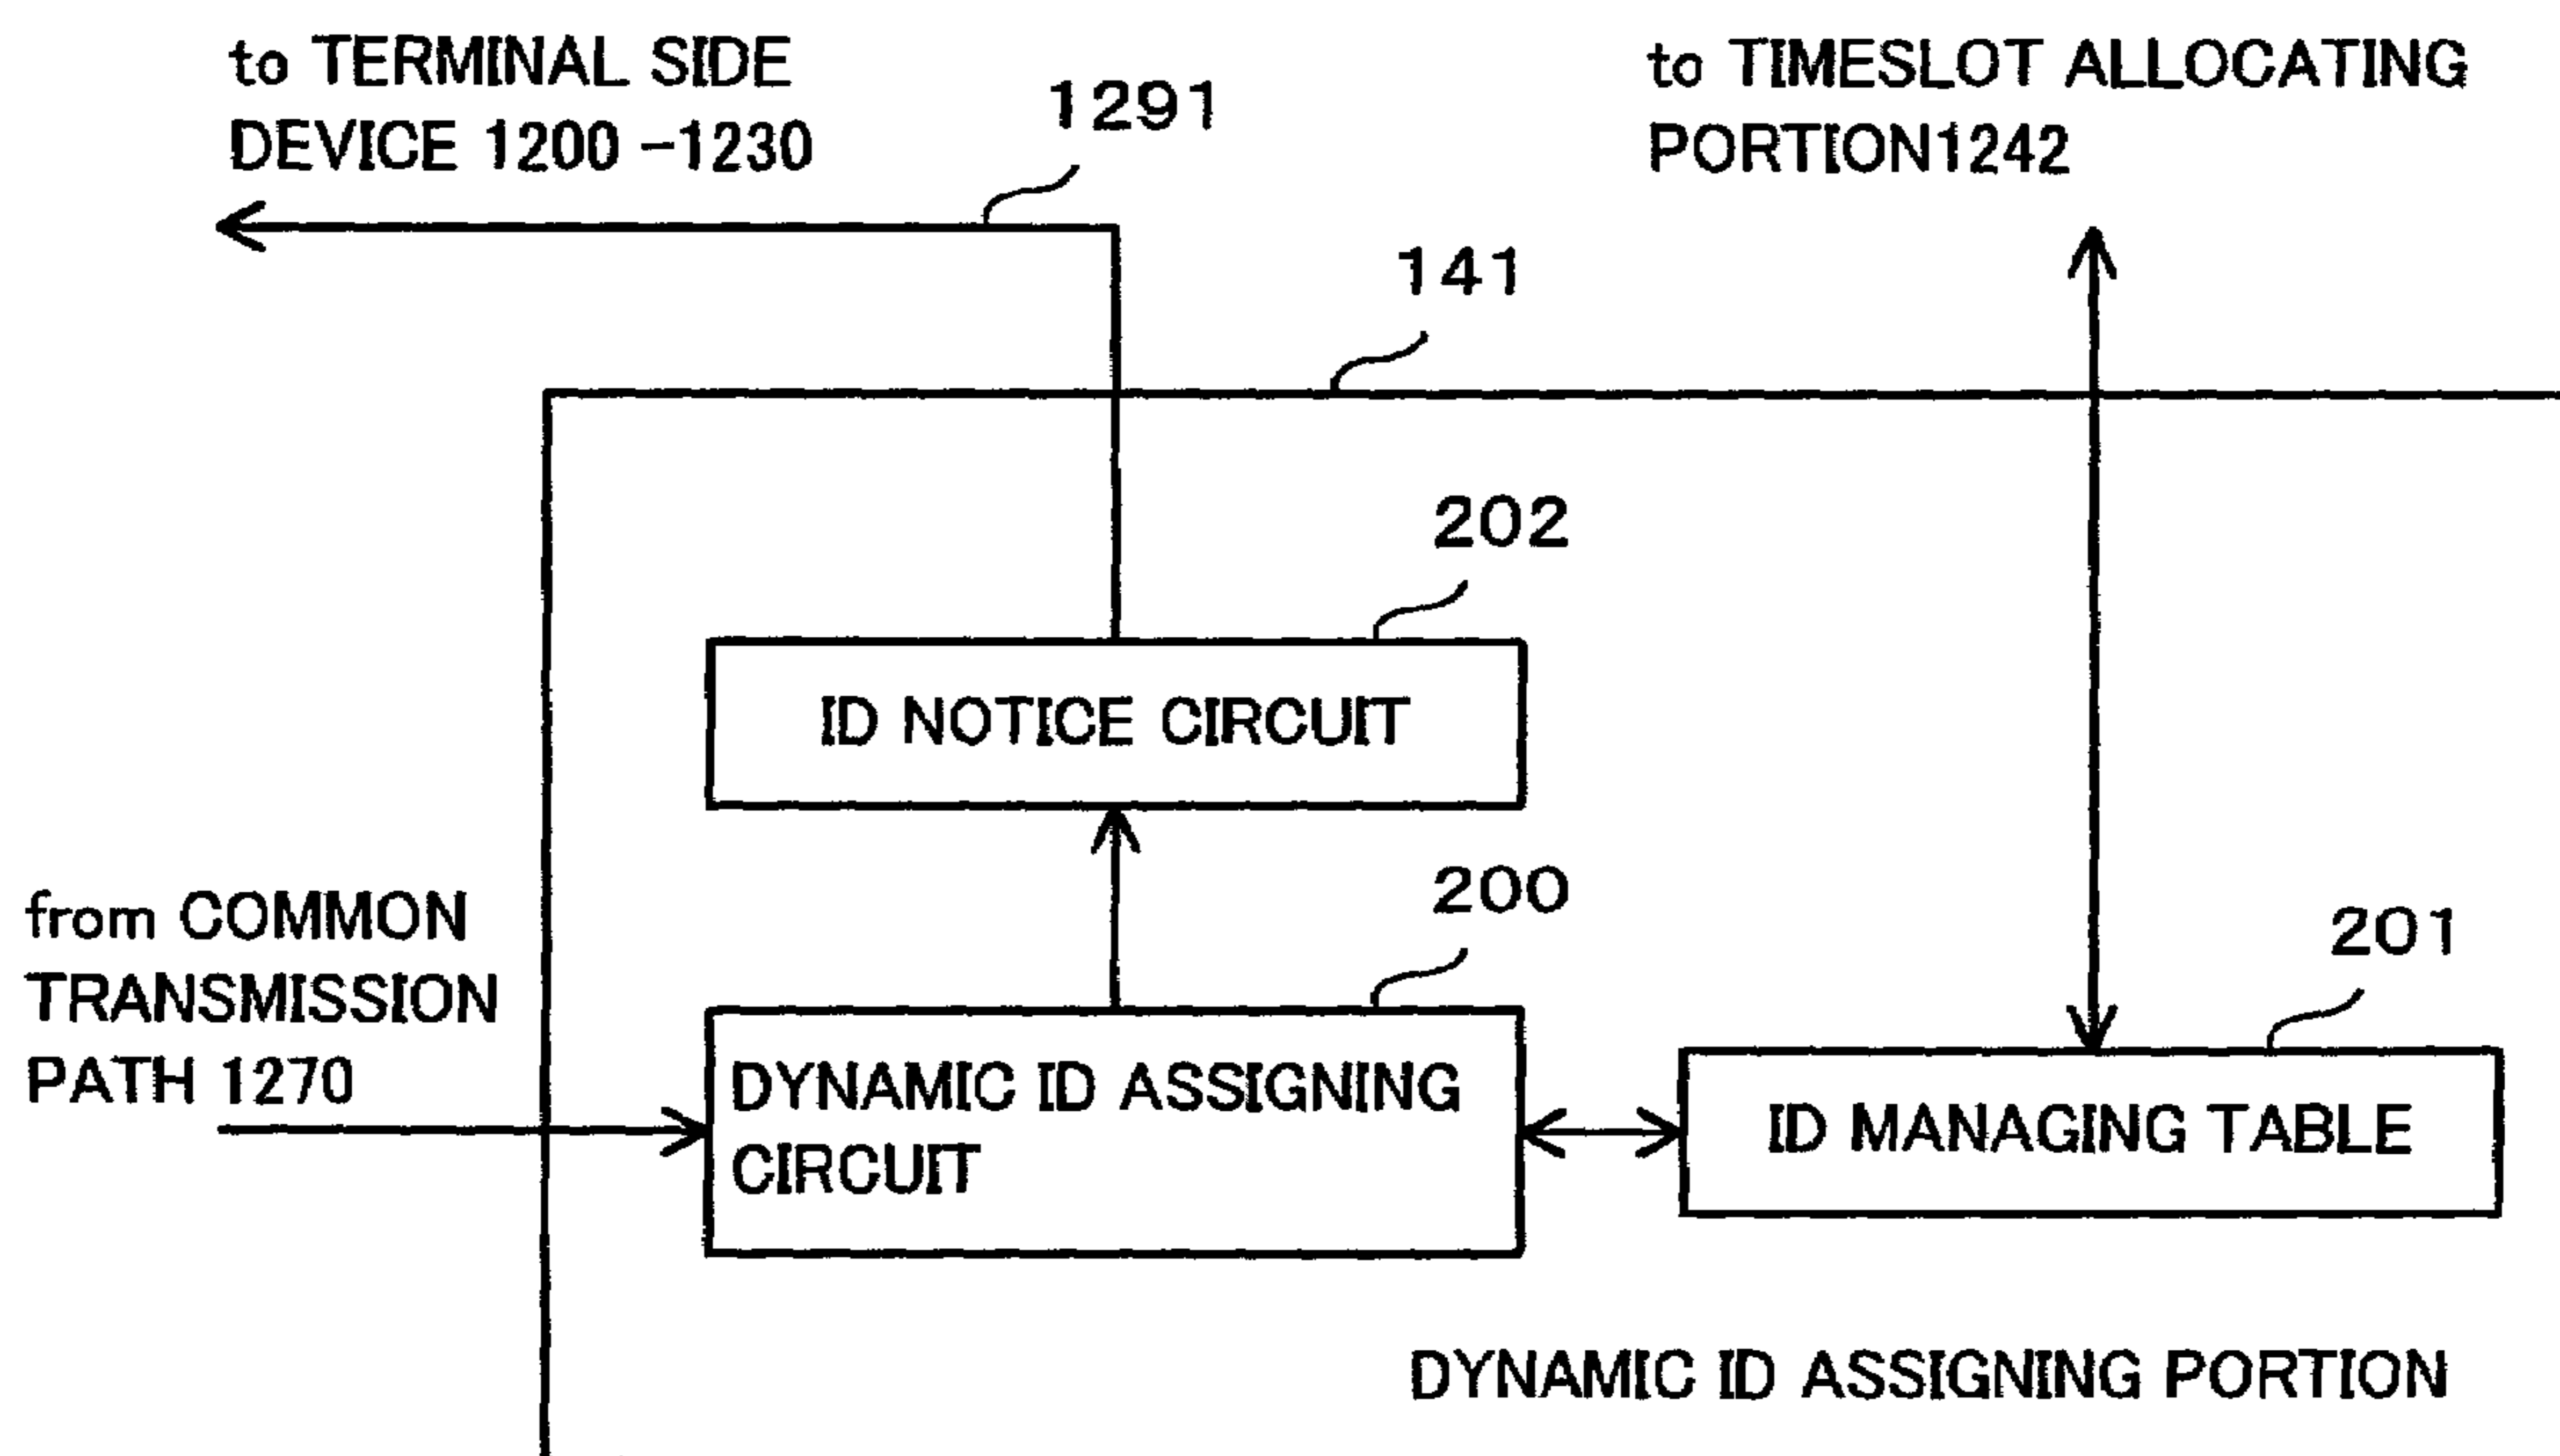 to TERMINAL SIDE
DEVICE 1200 -1230
1291
to TIMESLOT ALLOCATING
PORTION1242
141
202
ID NOTICE CIRCUIT
200
from COMMON
TRANSMISSION
PATH 1270
DYNAMIC ID ASSIGNING
CIRCUIT
201
ID MANAGING TABLE
DYNAMIC ID ASSIGNING PORTION